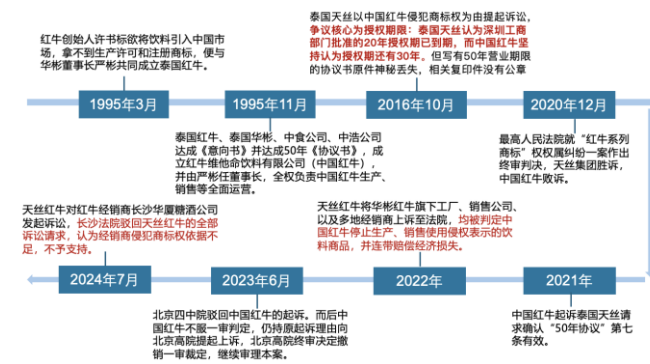 红牛创始人许书标欲将饮料引入中国市
场，拿不到生产许可和注册商标，便与
华彬董事长严彬共同成立泰国红牛。
泰国天丝以中国红牛侵犯商标权为由提起诉讼，
争议核心为授权期限：泰国天丝认为深圳工商
部门批准的20年授权期已到期，而中国红牛坚
持认为授权期还有30年。但写有50年营业期限
的协议书原件神秘丢失，相关复印件没有公章
1995年3月
1995年11月
2016年10月
2020年12月
泰国红牛、泰国华彬、中食公司、中浩公司
达成《意向书》并达成50年《协议书》，成
立红牛维他命饮料有限公司（中国红牛），
并由严彬任董事长，全权负责中国红牛生产、
销售等全面运营。
最高人民法院就“红牛系列
商标”权权属纠纷一案作出
终审判决，天丝集团胜诉，
中国红牛败诉。
天丝红牛对红牛经销商长沙华厦糖酒公司
发起诉讼，长沙法院驳回天丝红牛的全部
诉讼请求，认为经销商侵犯商标权依据不
足，不予支持。
天丝红牛将华彬红牛旗下工厂、销售公司、
以及多地经销商上诉至法院，均被判定中
国红牛停止生产、销售使用侵权表示的饮
料商品，并连带赔偿经济损失。
2024年7月
2023年6月
2022年
2021年
北京四中院驳回中国红牛的起诉。而后中
国红牛不服一审判定，仍持原起诉理由向
北京高院提起上诉，北京高院终审决定撤
销一审裁定，继续审理本案。
中国红牛起诉泰国天丝请
求确认“50年协议”第七
条有效。